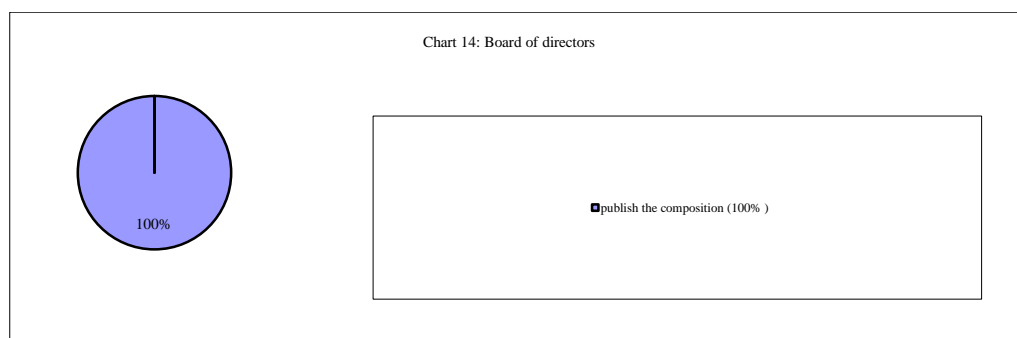 Chart 14: Board of directors
100%
publish the composition (100% )